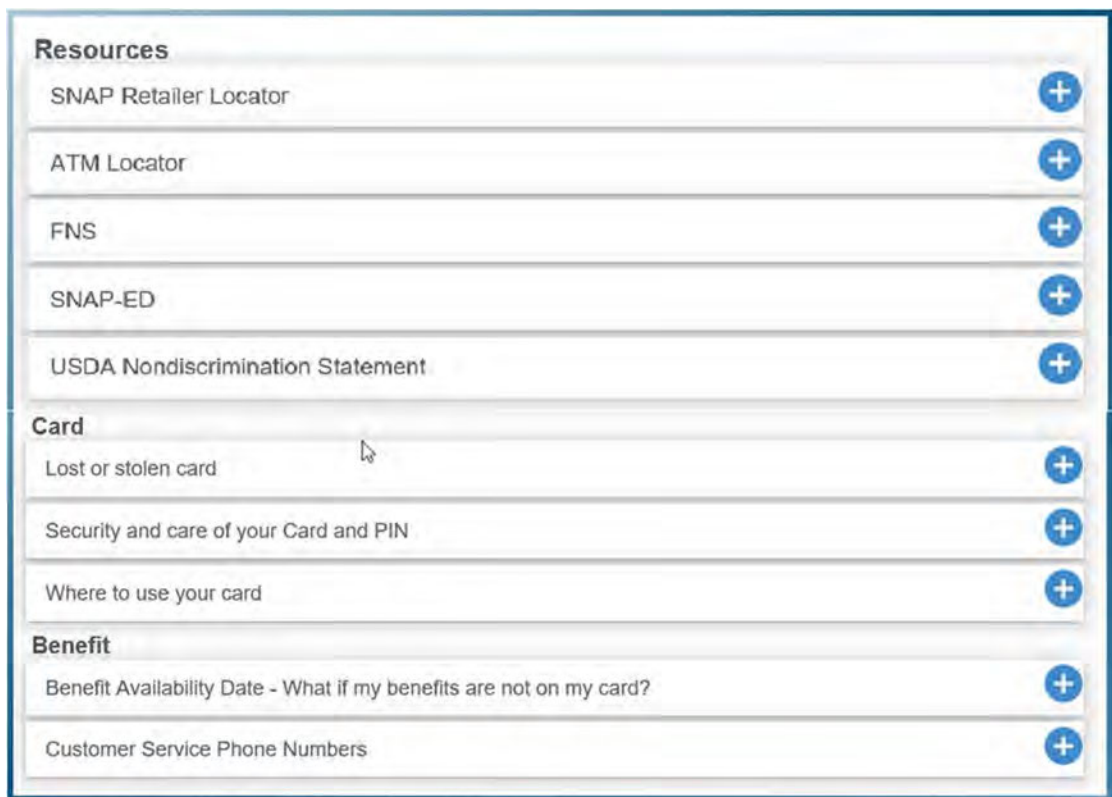 Resources
SNAP Retailer Locator
ATM Locator
FNS
SNAP-ED
USDA Nondiscrimination Statement
Card
Lost or stolen card
Security and care of your Card and PIN
Where to use your card
Benefit
Benefit Availability Date - What if my benefits are not on my card?
Customer Service Phone Numbers